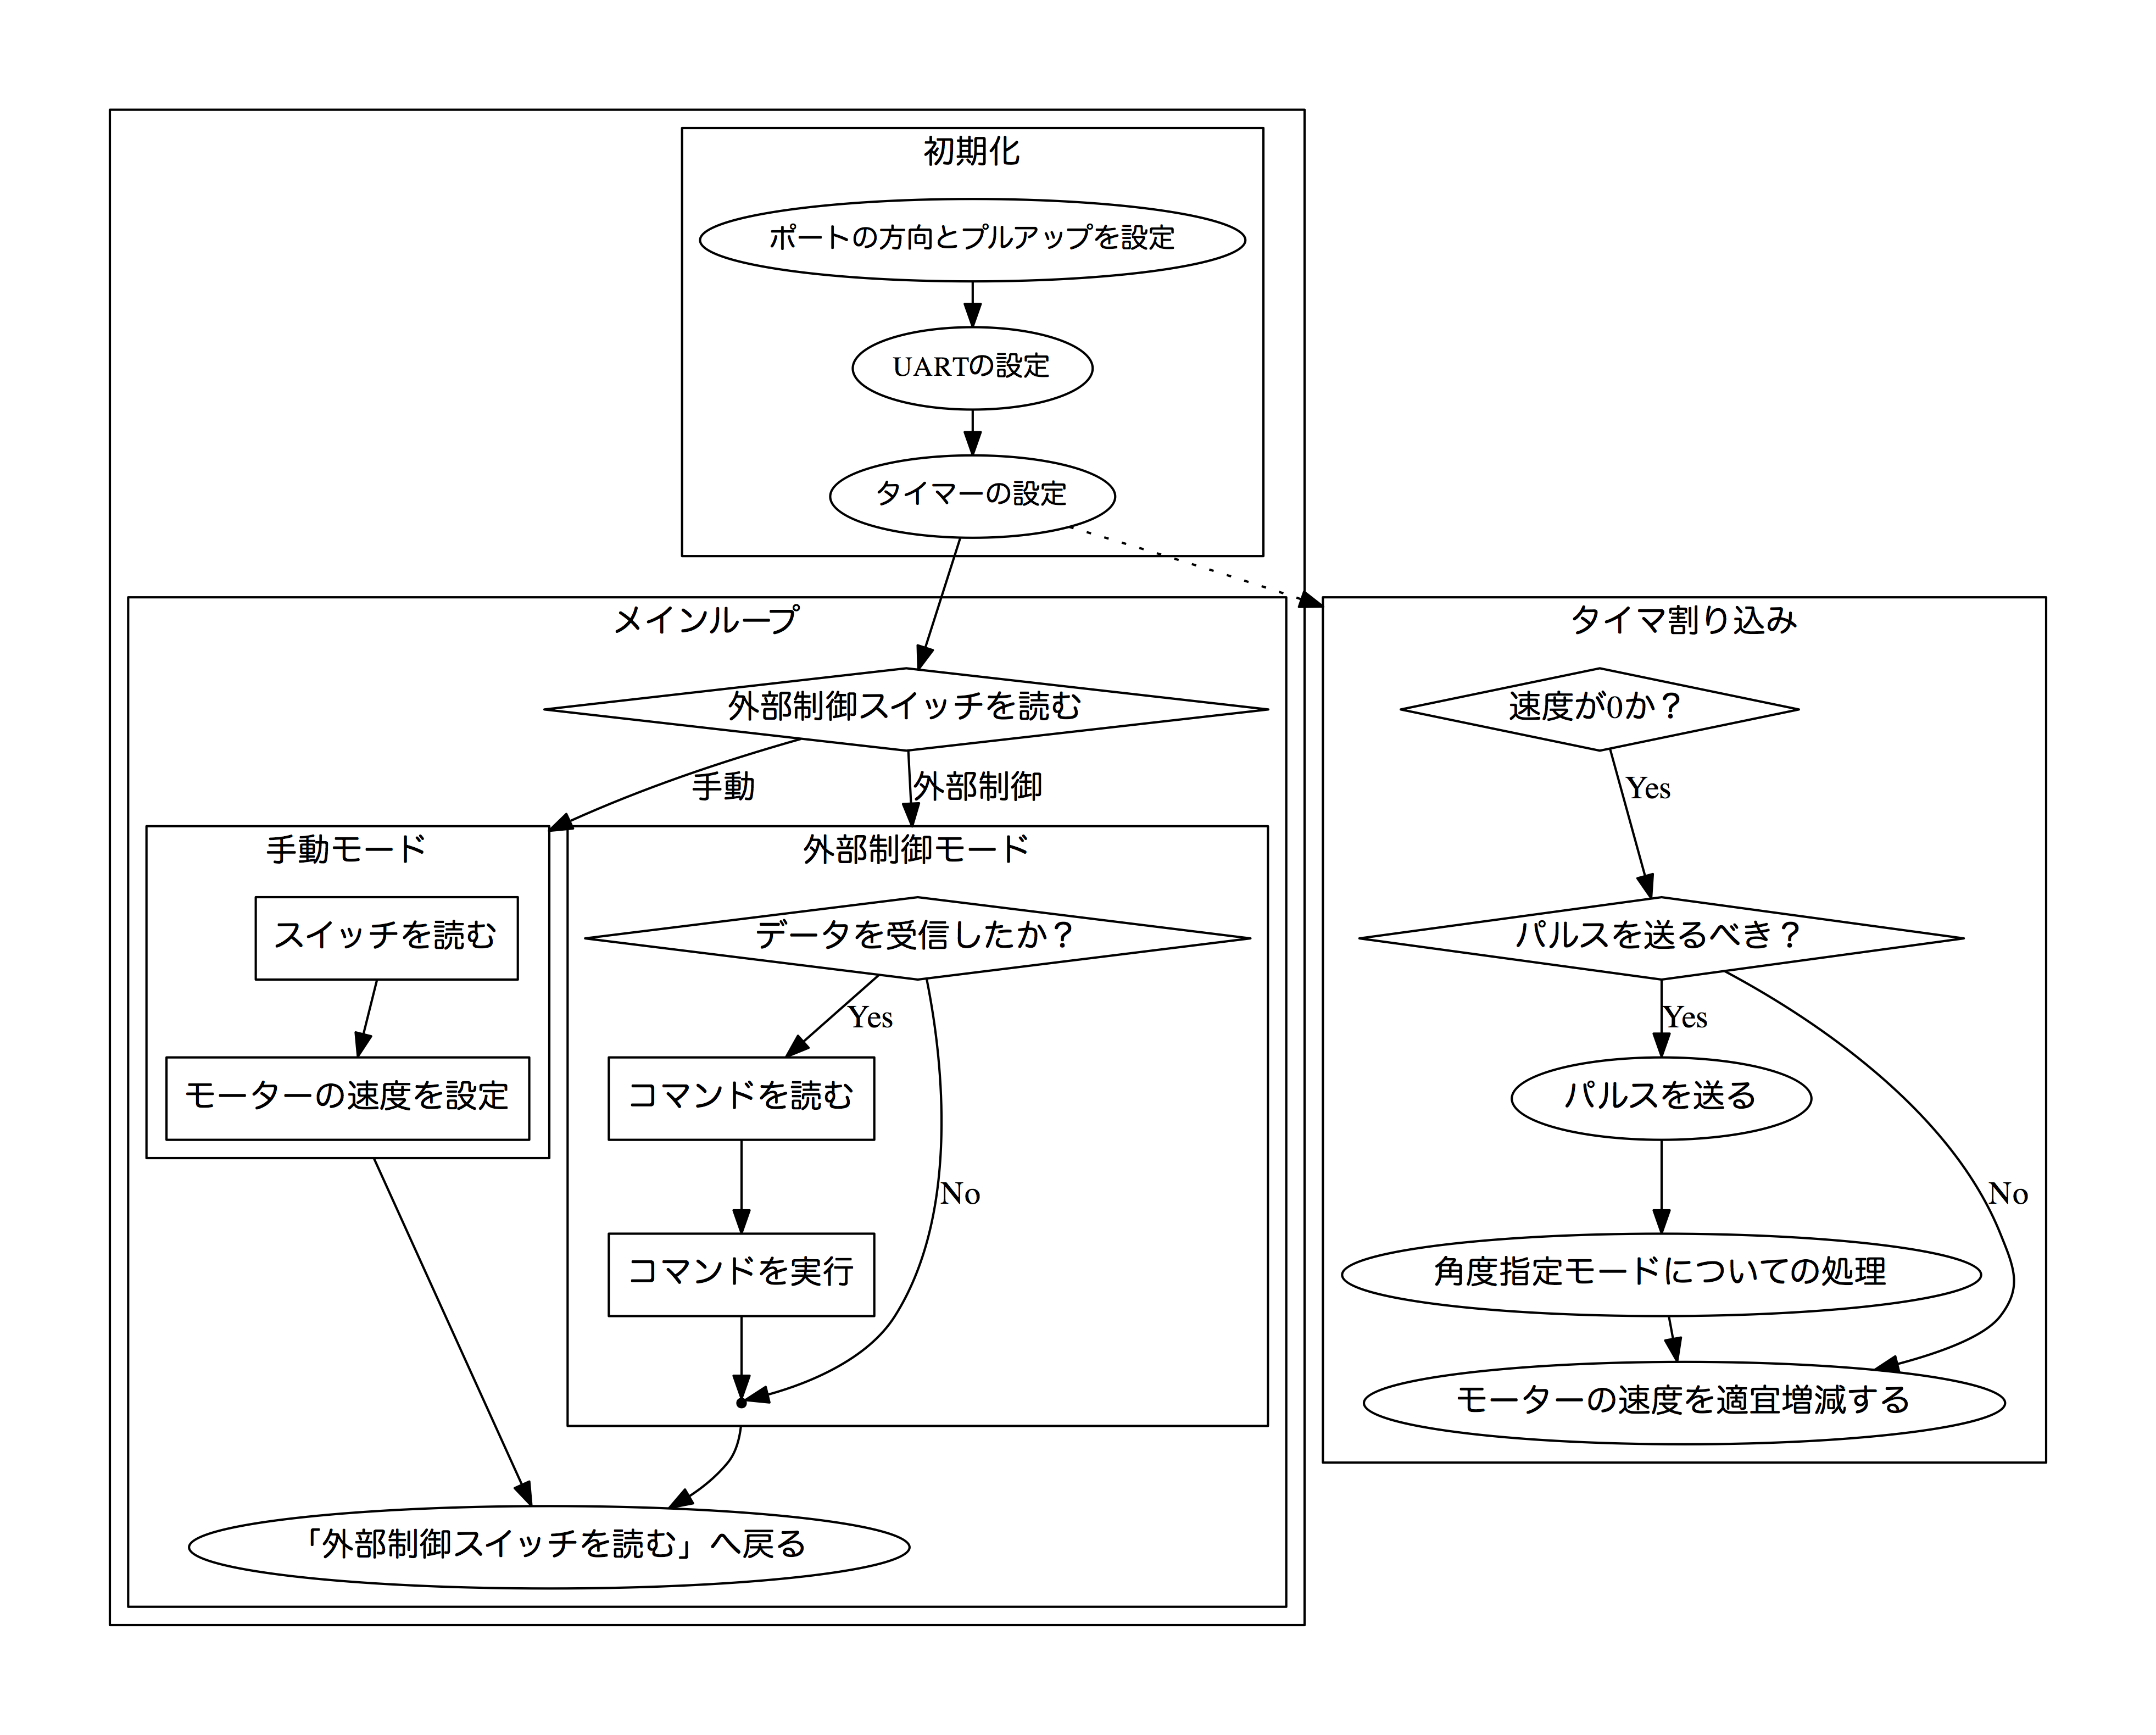 初期化
ポートの方向とプルアップを設定
UARTの設定
タイマーの設定
メインループ
外部制御スイッチを読む
手動
外部制御
手動モード
スイッチを読む
モーターの速度を設定
外部制御モード
データを受信したか？
Yes
No
コマンドを読む
コマンドを実行
「外部制御スイッチを読む」へ戻る
タイマ割り込み
速度が0か？
Yes
パルスを送るべき？
Yes
No
パルスを送る
角度指定モードについての処理
モーターの速度を適宜増減する